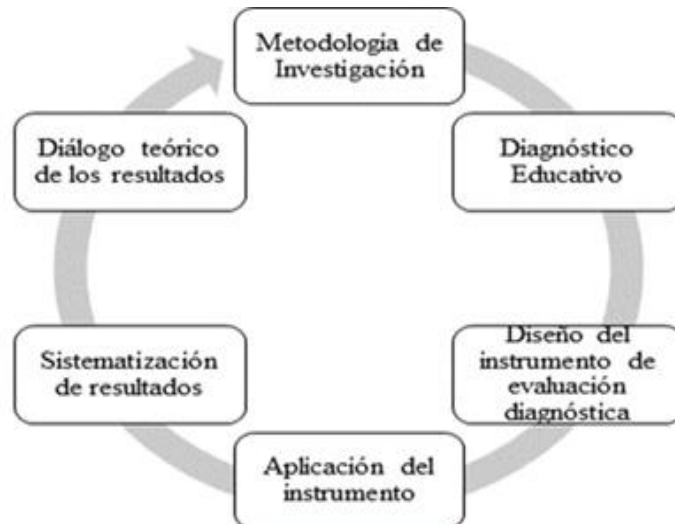 Metodología de
Investigación
Diagnóstico
Educativo
Diseño del
instrumento de
evaluación
diagnóstica
Aplicación del
instrumento
Sistematización
de resultados
Diálogo teórico
de los resultados